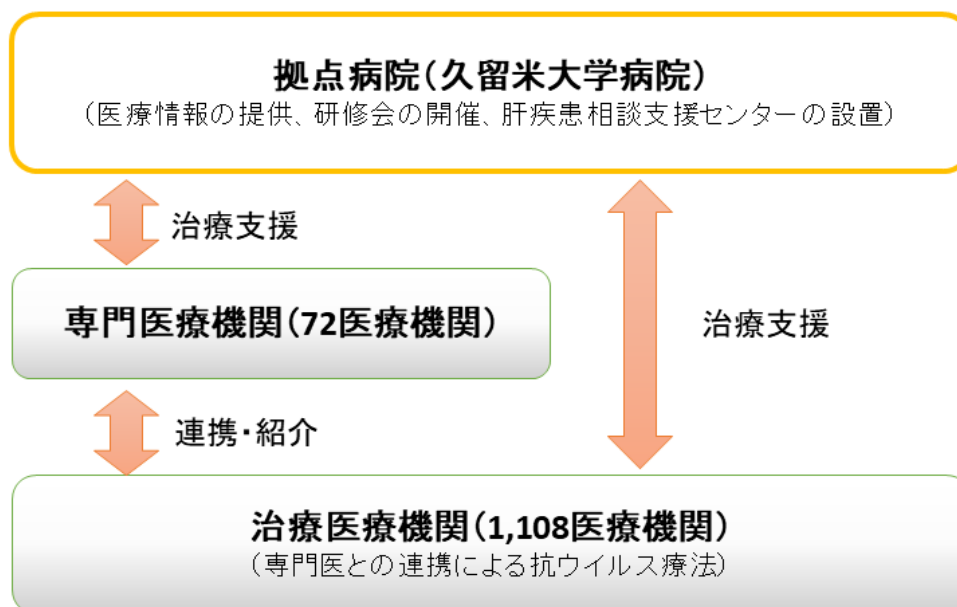 拠点病院（久留米大学病院）
（医療情報の提供、研修会の開催、肝疾患相談支援センターの設置）
治療支援
専門医療機関（72医療機関）
治療支援
連携・紹介
治療医療機関（1,108医療機関）
（専門医との連携による抗ウイルス療法）